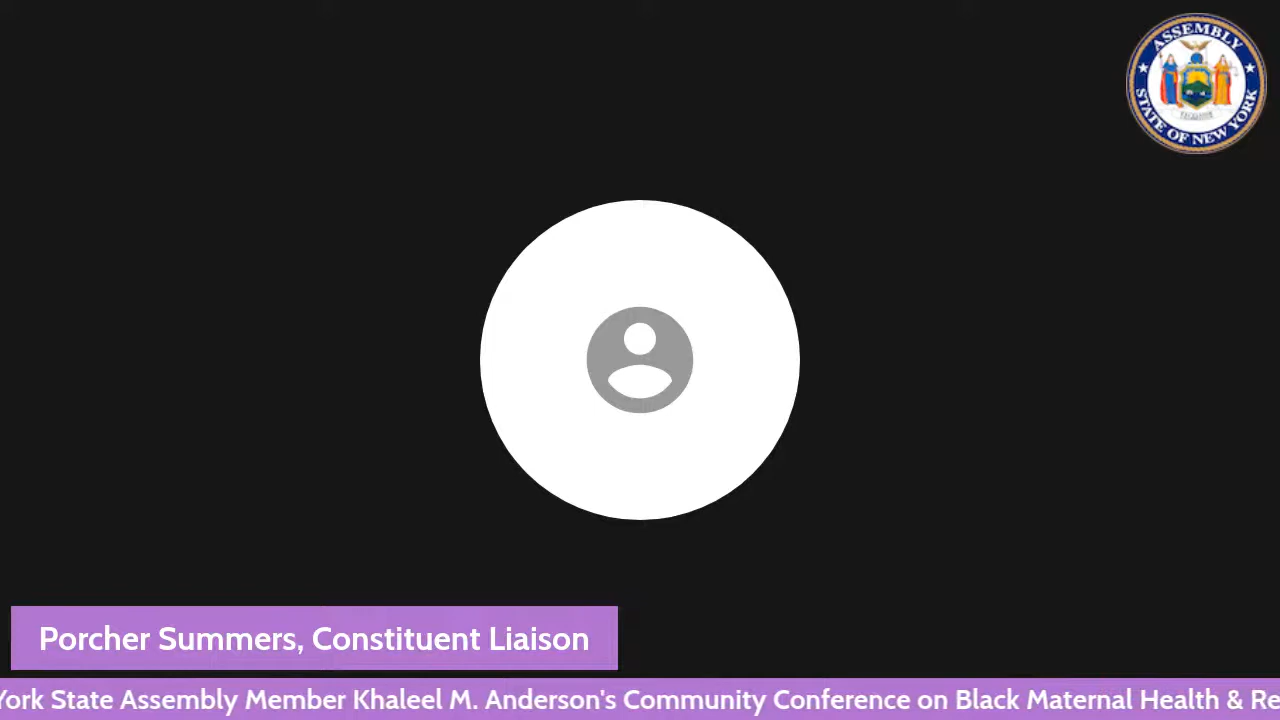 ASSEMBLY
STATE OF NEW YORK
Porcher Summers, Constituent Liaison
York State Assembly Member Khaleel M. Anderson's Community Conference on Black Maternal Health & Re